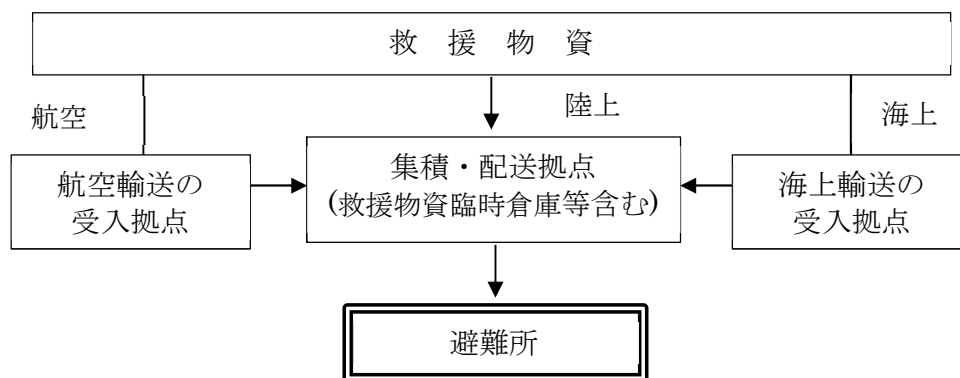 救 援 物 資
航空
陸上
海上
航空輸送の
受入拠点
集積・配送拠点
(救援物資臨時倉庫等含む)
海上輸送の
受入拠点
避難所